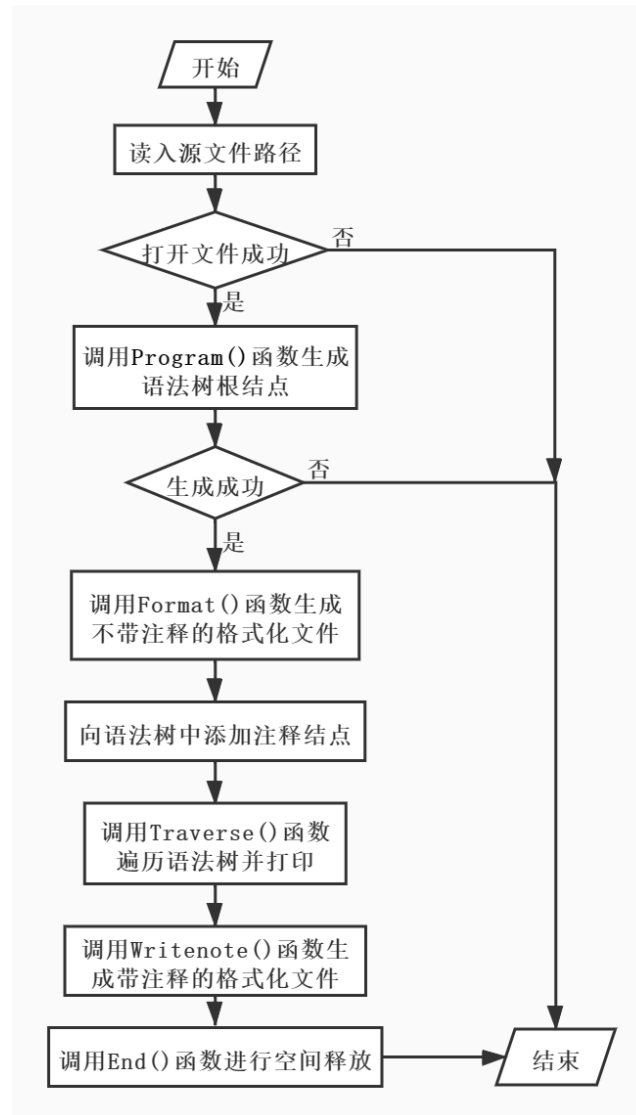 开始
读入源文件路径
打开文件成功
否
是
调用Program()函数生成
语法树根结点
生成成功
否
是
调用Format()函数生成
不带注释的格式化文件
向语法树中添加注释结点
调用Traverse()函数
遍历语法树并打印
调用Writenote()函数生
成带注释的格式化文件
调用End()函数进行空间释放
结束